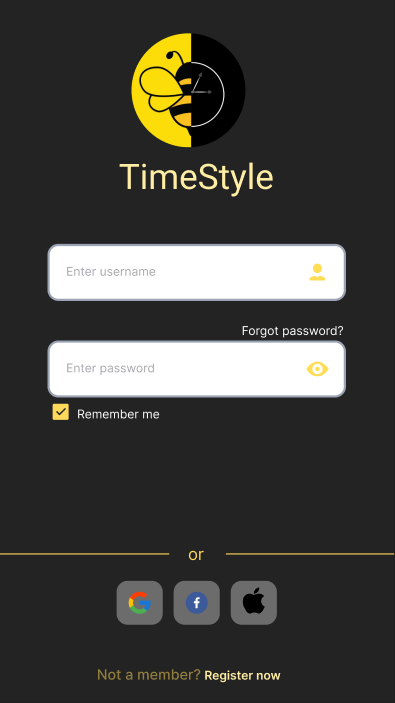 TimeStyle
Enter username
Forgot password?
Enter password
Remember me
or
Not a member? Register now